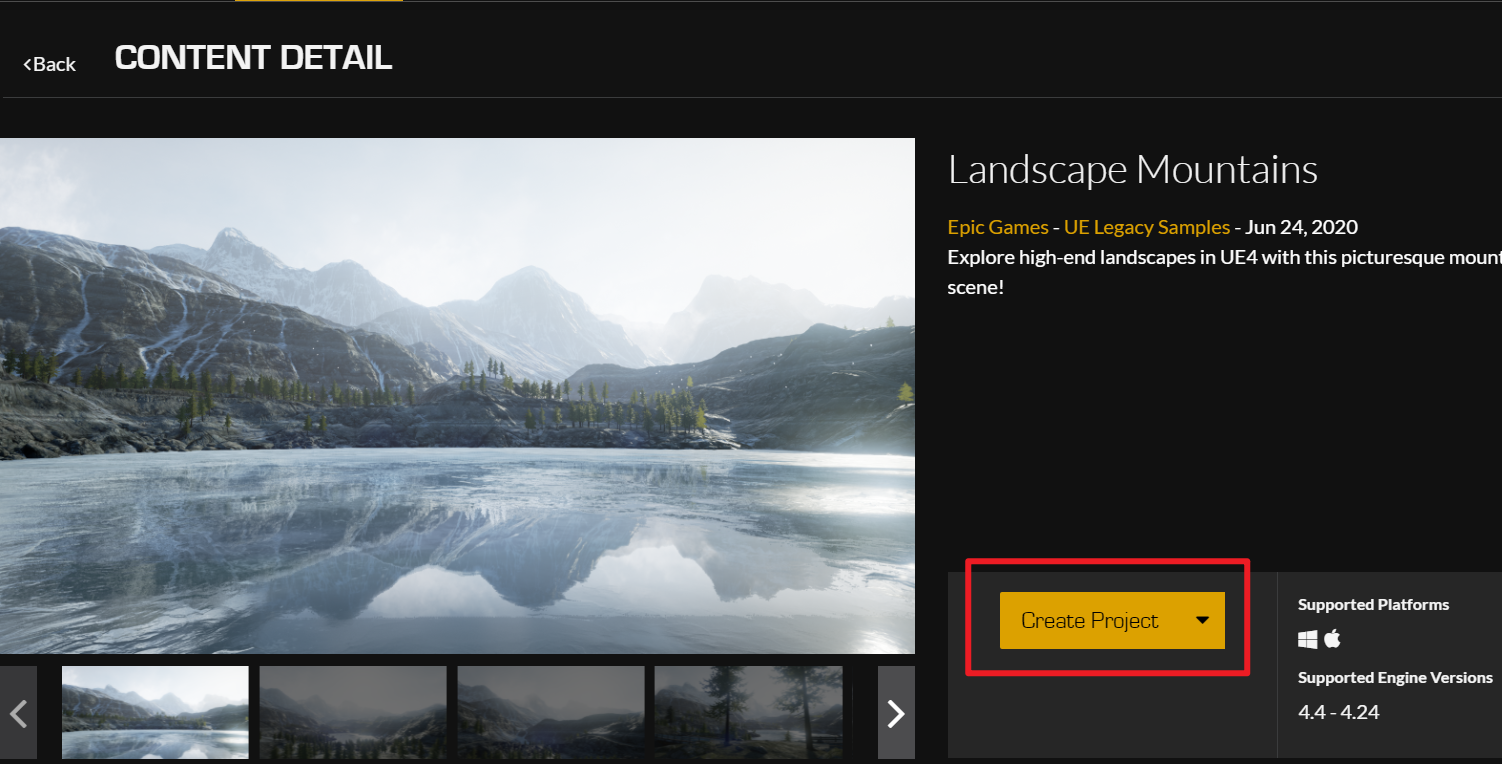 <Back
CONTENT DETAIL
Landscape Mountains
Epic Games - UE Legacy Samples - Jun 24, 2020
Explore high-end landscapes in UE4 with this picturesque mount
scene!
Create Project
Supported Platforms
Supported Engine Versions
4.4 - 4.24